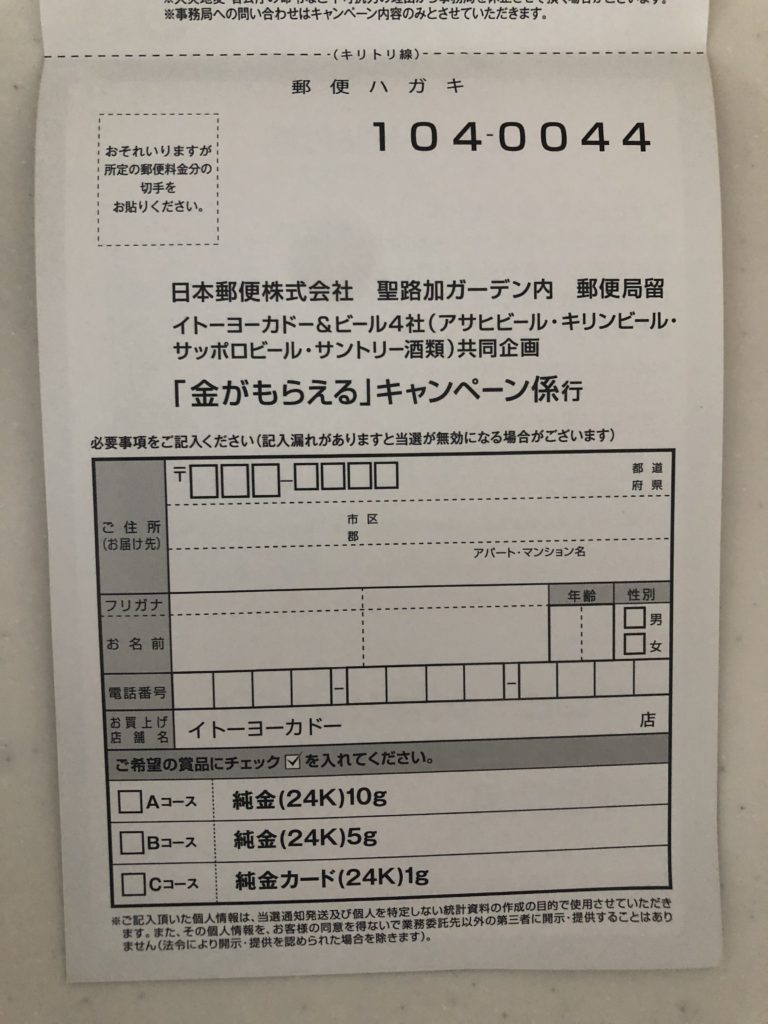 ※事務局への問い合わせはキャンペーン内容のみとさせていただきます。
(キリトリ線)
郵便ハガキ
104-0044
おそれいりますが
所定の郵便料金分の
切手を
お貼りください。
日本郵便株式会社 聖路加ガーデン内 郵便局留
イトーヨーカドー&ビール4社(アサヒビール・キリンビール・
サッポロビール・サントリー酒類)共同企画
「金がもらえる」キャンペーン係行
必要事項をご記入ください(記入漏れがありますと当選が無効になる場合がございます)
ご住所
(お届け先)
〒
都道
府県
市区
郡
アパート・マンション名
フリガナ
年齢
性別
お名前
男
女
電話番号
お買上げ
店舗名
イトーヨーカドー 店
ご希望の賞品にチェック☑を入れてください。
□Aコース 純金(24K)10g
□Bコース 純金(24K)5g
□Cコース 純金カード(24K)1g
※ご記入頂いた個人情報は、当選通知発送及び個人を特定しない統計資料の作成の目的で使用させていただき
ます。また、その個人情報を、お客様の同意を得ないで業務委託先以外の第三者に開示・提供することはあり
ません(法令により開示・提供を認められた場合を除きます)。